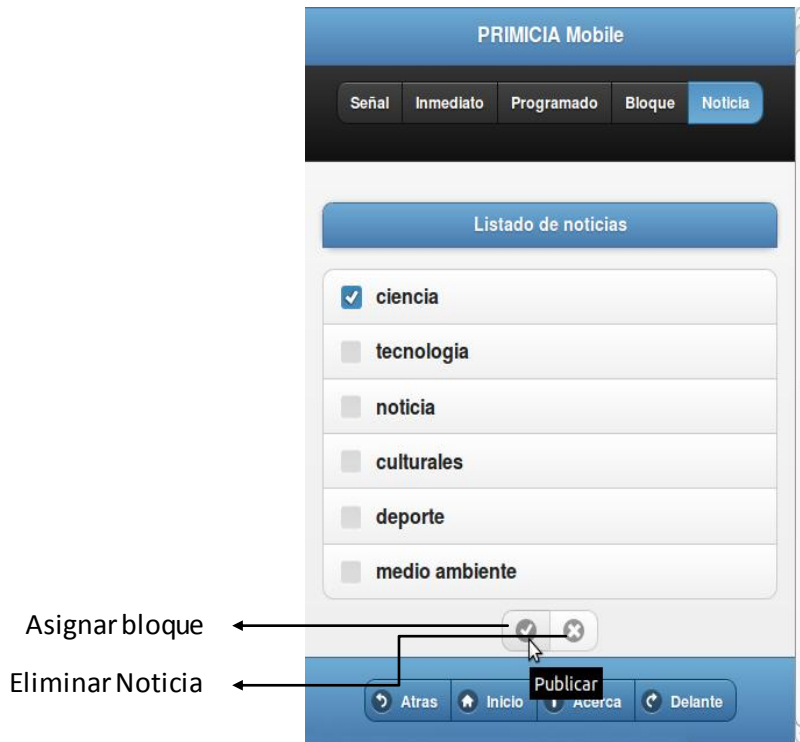 PRIMICIA Mobile
Señal Inmediato Programado Bloque Noticia
Listado de noticias
ciencia
tecnologia
noticia
culturales
deporte
medio ambiente
Asignar bloque
Eliminar Noticia
Publicar
Atras Inicio Acerca Delante